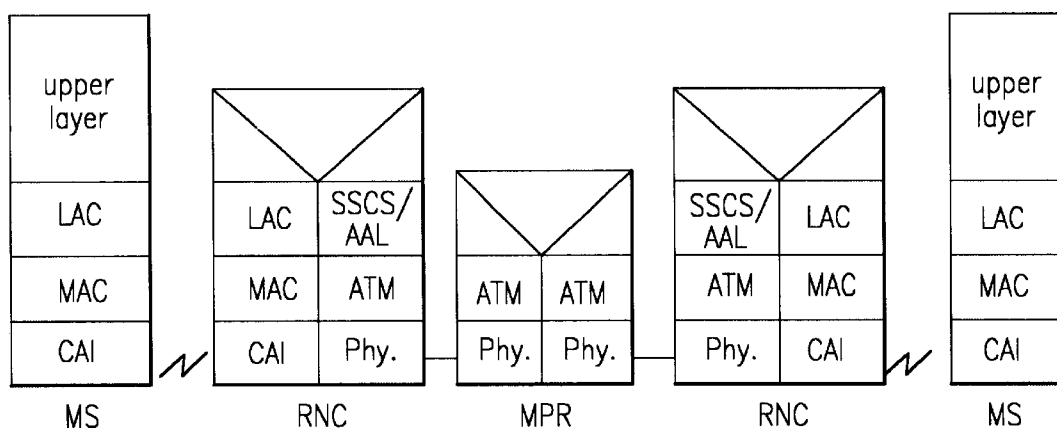 upper
layer
upper
layer
LAC
LAC
SSCS/
AAL
SSCS/
AAL
LAC
LAC
MAC
MAC
ATM
ATM
ATM
ATM
MAC
MAC
CAI
CAI
Phy.
Phy.
Phy.
Phy.
CAI
CAI
MS
RNC
MPR
RNC
MS